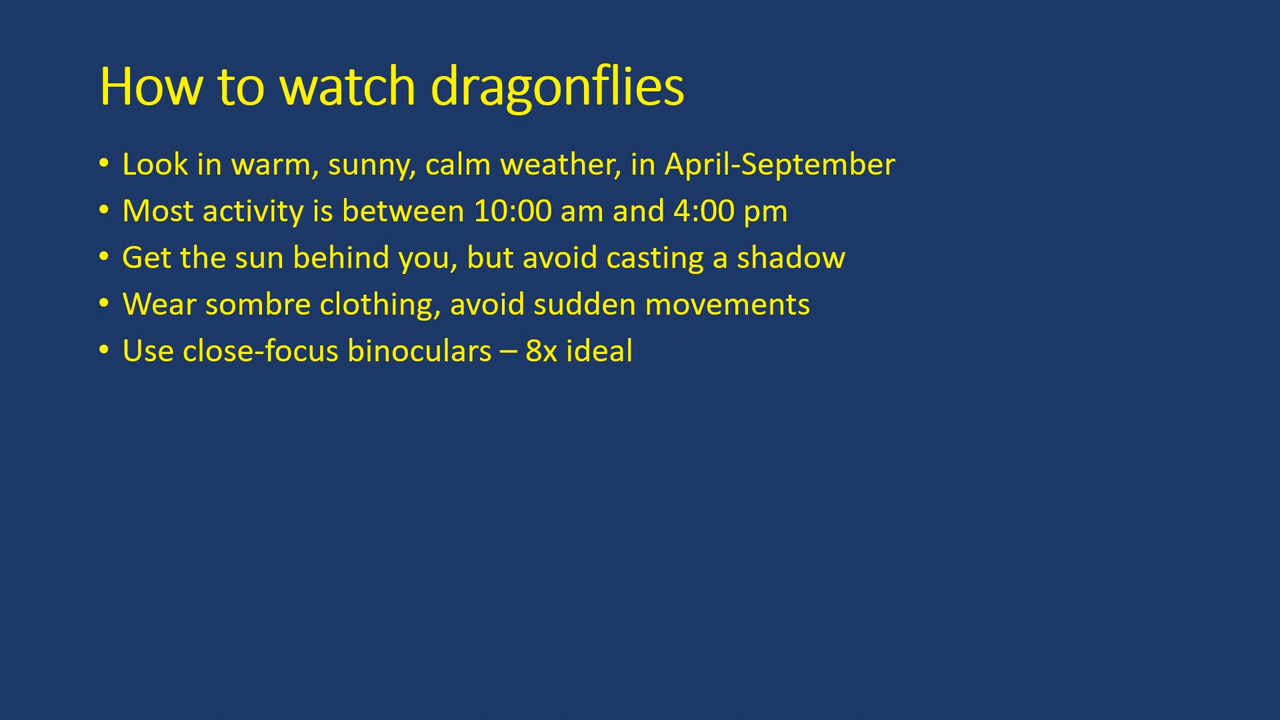 How to watch dragonflies
• Look in warm, sunny, calm weather, in April-September
• Most activity is between 10:00 am and 4:00 pm
• Get the sun behind you, but avoid casting a shadow
• Wear sombre clothing, avoid sudden movements
• Use close-focus binoculars – 8x ideal